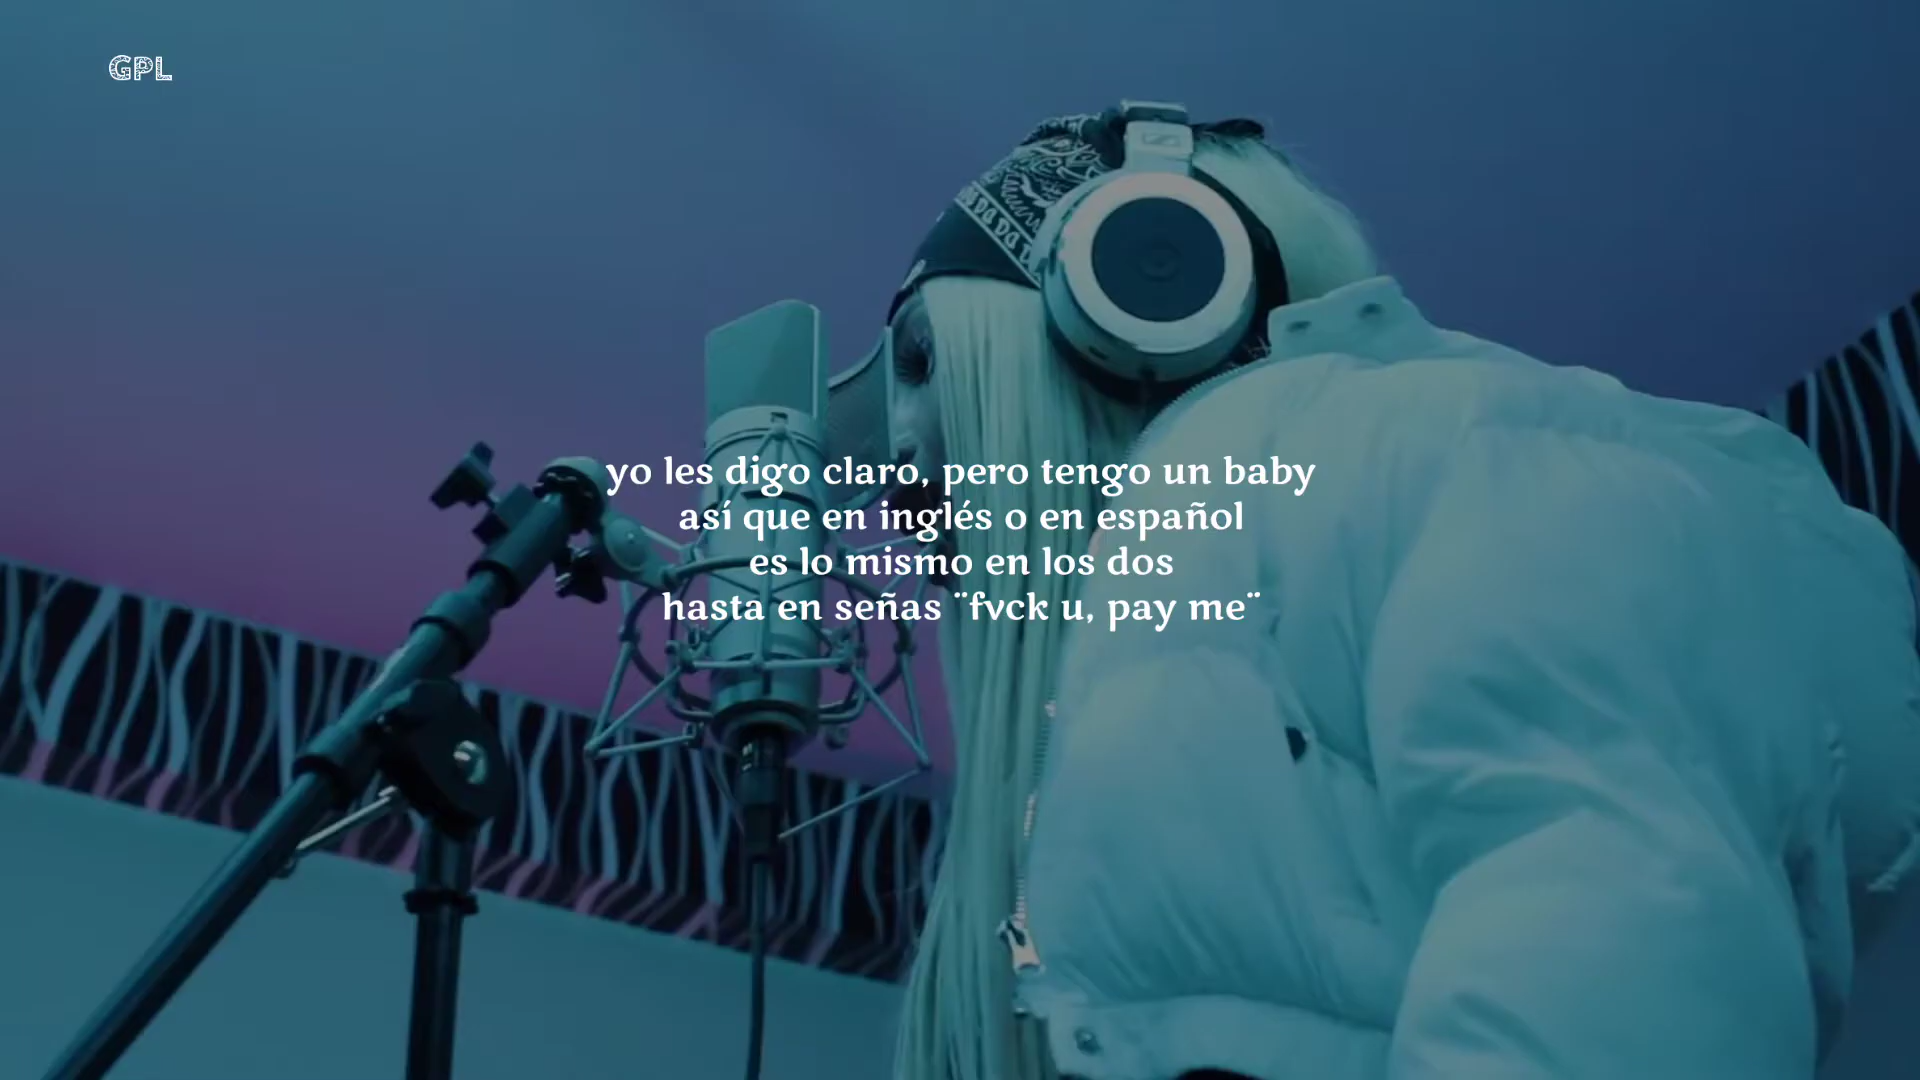 GPL
yo les digo claro, pero tengo un baby
así que en inglés o en español
es lo mismo en los dos
hasta en señas ¨fvck u, pay me¨